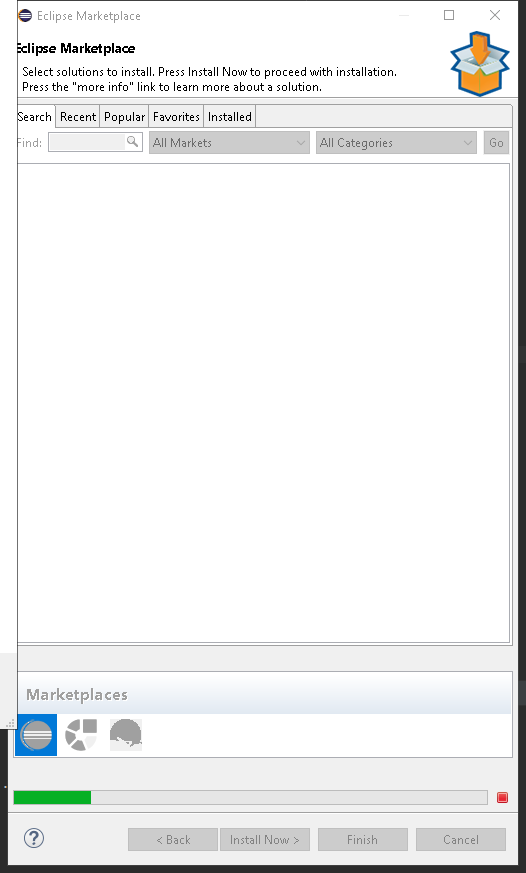 Eclipse Marketplace
Eclipse Marketplace
Select solutions to install. Press Install Now to proceed with installation.
Press the "more info" link to learn more about a solution.
Search Recent Popular Favorites Installed
Find: All Markets All Categories Go
Marketplaces
< Back Install Now > Finish Cancel